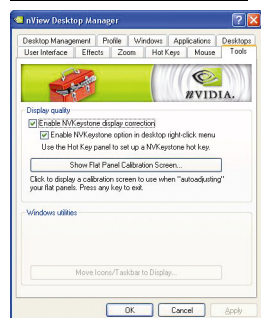 nView Desktop Manager
Desktop Management Profile Windows Applications Desktops
User Interface Effects Zoom Hot Keys Mouse Tools
NVIDIA.
Display quality
Enable NVKeystone display correction
Enable NVKeystone option in desktop right-click menu
Use the Hot Key panel to set up a NVKeystone hot key.
Show Flat Panel Calibration Screen...
Click to display a calibration screen to use when "autoadjusting"
your flat panels. Press any key to exit.
Windows utilities
Move Icons/Taskbar to Display...
OK Cancel Apply